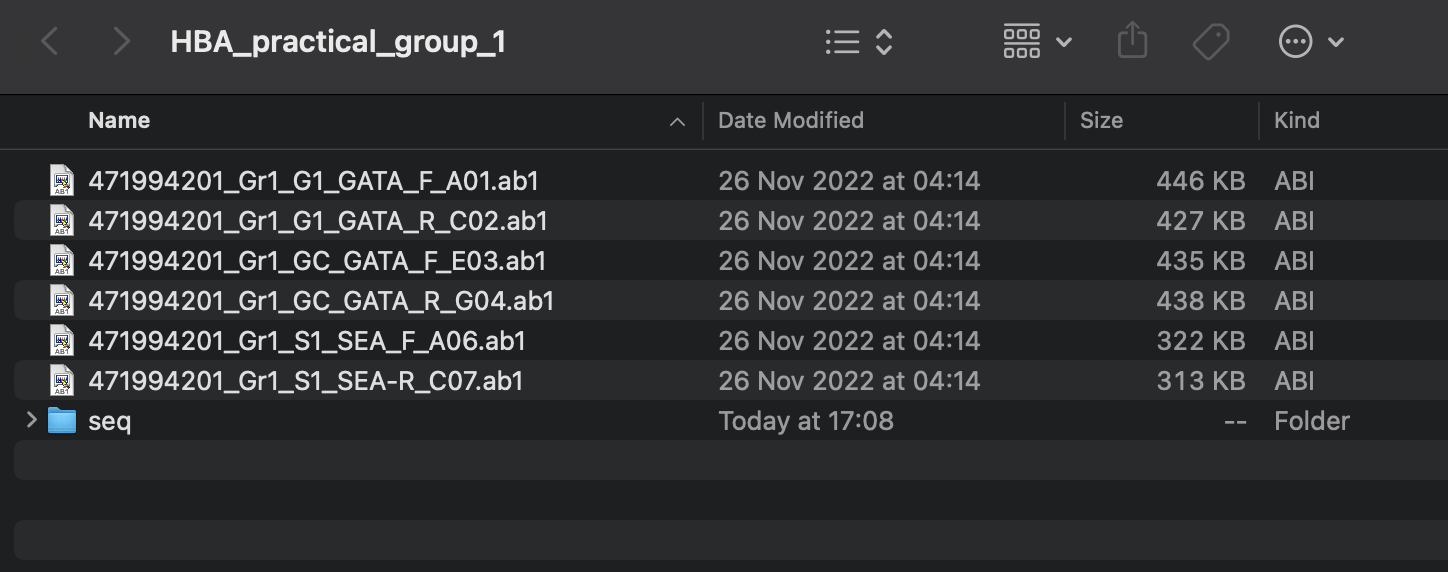 HBA_practical_group_1
Name Date Modified Size Kind
471994201_Gr1_G1_GATA_F_A01.ab1 26 Nov 2022 at 04:14 446 KB ABI
471994201_Gr1_G1_GATA_R_C02.ab1 26 Nov 2022 at 04:14 427 KB ABI
471994201_Gr1_GC_GATA_F_E03.ab1 26 Nov 2022 at 04:14 435 KB ABI
471994201_Gr1_GC_GATA_R_G04.ab1 26 Nov 2022 at 04:14 438 KB ABI
471994201_Gr1_S1_SEA_F_A06.ab1 26 Nov 2022 at 04:14 322 KB ABI
471994201_Gr1_S1_SEA-R_C07.ab1 26 Nov 2022 at 04:14 313 KB ABI
seq Today at 17:08 -- Folder